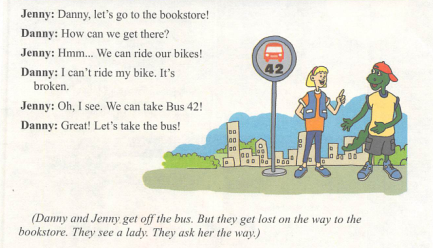 Jenny: Danny, let's go to the bookstore!
Danny: How can we get there?
Jenny: Hmm... We can ride our bikes!
Danny: I can't ride my bike. It's
broken.
Jenny: Oh, I see. We can take Bus 42!
Danny: Great! Let's take the bus!
42
(Danny and Jenny get off the bus. But they get lost on the way to the
bookstore. They see a lady. They ask her the way.)